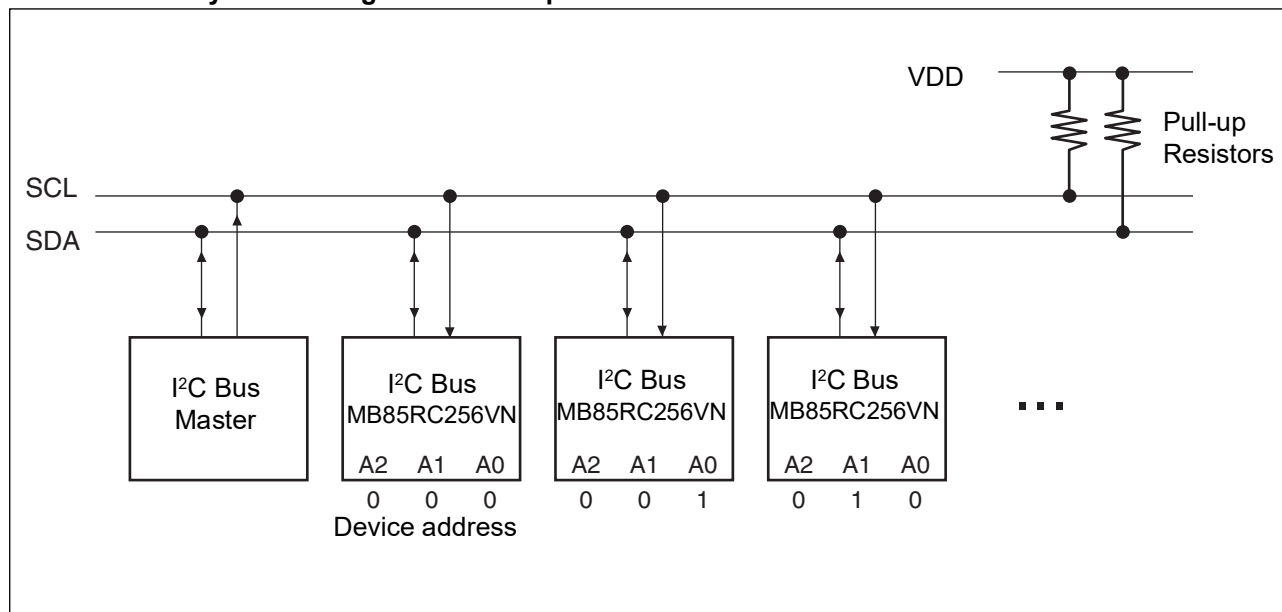 VDD
Pull-up
Resistors
SCL
SDA
I²C Bus
Master
I²C Bus
MB85RC256VN
A2 A1 A0
0 0 0
Device address
I²C Bus
MB85RC256VN
A2 A1 A0
0 0 1
I²C Bus
MB85RC256VN
A2 A1 A0
0 1 0
...